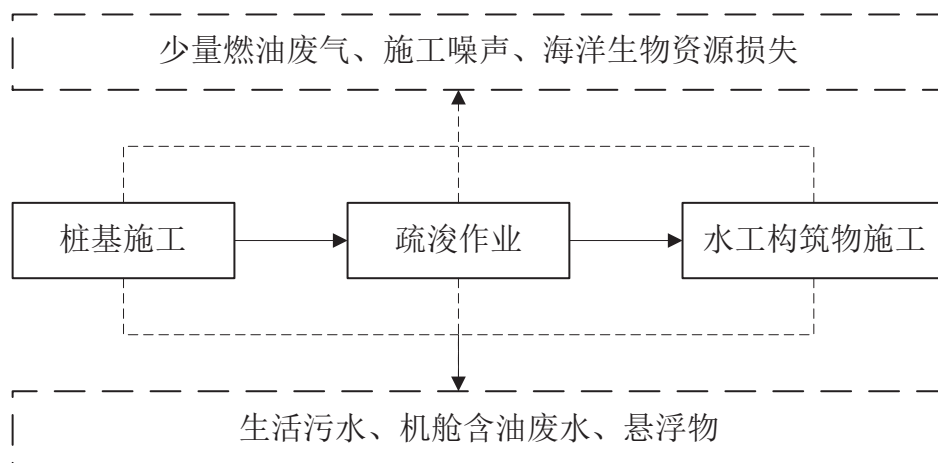 少量燃油废气、施工噪声、海洋生物资源损失
桩基施工
疏浚作业
水工构筑物施工
生活污水、机舱含油废水、悬浮物